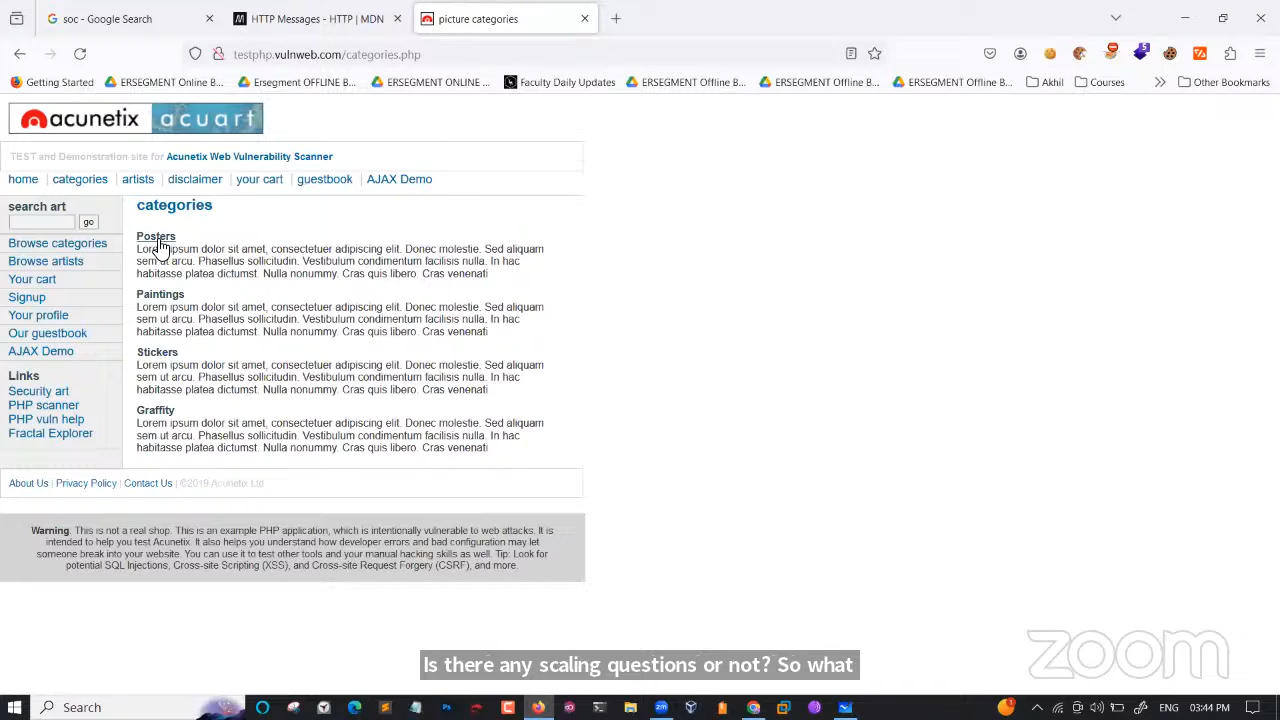 soc - Google Search
HTTP Messages - HTTP | MDN
picture categories
testphp.vulnweb.com/categories.php
Getting Started
ERSEGMENT Online B...
Ersegment OFFLINE B...
ERSEGMENT ONLINE ...
Faculty Daily Updates
ERSEGMENT Offline B...
ERSEGMENT Offline B...
ERSEGMENT Offline B...
Akhil
Courses
Other Bookmarks
acunetix acuart
TEST and Demonstration site for Acunetix Web Vulnerability Scanner
home | categories | artists | disclaimer | your cart | guestbook | AJAX Demo
search art
go
Browse categories
Browse artists
Your cart
Signup
Your profile
Our guestbook
AJAX Demo
Links
Security art
PHP scanner
PHP vuln help
Fractal Explorer
categories
Posters
Lorem ipsum dolor sit amet, consectetuer adipiscing elit. Donec molestie. Sed aliquam
sem ut arcu. Phasellus sollicitudin. Vestibulum condimentum facilisis nulla. In hac
habitasse platea dictumst. Nulla nonummy. Cras quis libero. Cras venenati
Paintings
Lorem ipsum dolor sit amet, consectetuer adipiscing elit. Donec molestie. Sed aliquam
sem ut arcu. Phasellus sollicitudin. Vestibulum condimentum facilisis nulla. In hac
habitasse platea dictumst. Nulla nonummy. Cras quis libero. Cras venenati
Stickers
Lorem ipsum dolor sit amet, consectetuer adipiscing elit. Donec molestie. Sed aliquam
sem ut arcu. Phasellus sollicitudin. Vestibulum condimentum facilisis nulla. In hac
habitasse platea dictumst. Nulla nonummy. Cras quis libero. Cras venenati
Graffity
Lorem ipsum dolor sit amet, consectetuer adipiscing elit. Donec molestie. Sed aliquam
sem ut arcu. Phasellus sollicitudin. Vestibulum condimentum facilisis nulla. In hac
habitasse platea dictumst. Nulla nonummy. Cras quis libero. Cras venenati
About Us | Privacy Policy | Contact Us | ©2019 Acunetix Ltd
Warning. This is not a real shop. This is an example PHP application, which is intentionally vulnerable to web attacks. It is
intended to help you test Acunetix. It also helps you understand how developer errors and bad configuration may let
someone break into your website. You can use it to test other tools and your manual hacking skills as well. Tip: Look for
potential SQL Injections, Cross-site Scripting (XSS), and Cross-site Request Forgery (CSRF), and more.
zoom
Is there any scaling questions or not? So what
Search
ENG
03:44 PM